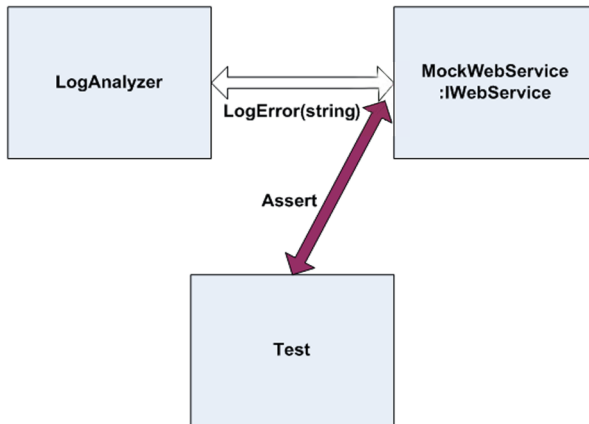 LogAnalyzer
MockWebService
:IWebService
LogError(string)
Assert
Test